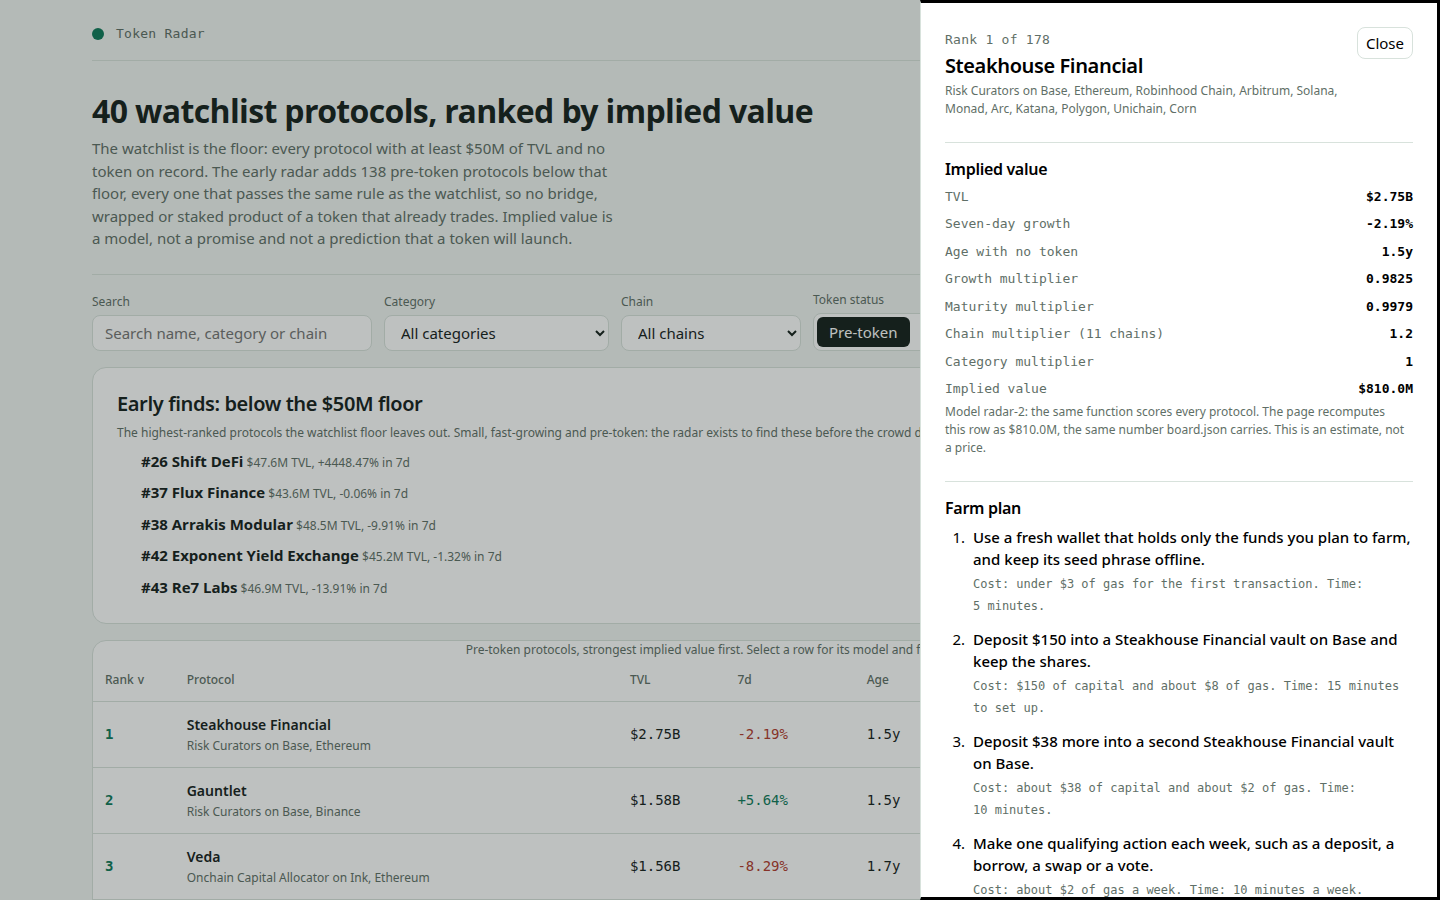 Token Radar
40 watchlist protocols, ranked by implied value
The watchlist is the floor: every protocol with at least $50M of TVL and no
token on record. The early radar adds 138 pre-token protocols below that
floor, every one that passes the same rule as the watchlist, so no bridge,
wrapped or staked product of a token that already trades. Implied value is
a model, not a promise and not a prediction that a token will launch.
Search
Category
Chain
Token status
Search name, category or chain
All categories
All chains
Pre-token
Early finds: below the $50M floor
The highest-ranked protocols the watchlist floor leaves out. Small, fast-growing and pre-token: the radar exists to find these before the crowd d
#26 Shift DeFi $47.6M TVL, +4448.47% in 7d
#37 Flux Finance $43.6M TVL, -0.06% in 7d
#38 Arrakis Modular $48.5M TVL, -9.91% in 7d
#42 Exponent Yield Exchange $45.2M TVL, -1.32% in 7d
#43 Re7 Labs $46.9M TVL, -13.91% in 7d
Pre-token protocols, strongest implied value first. Select a row for its model and f
Rank v
Protocol
TVL
7d
Age
1
Steakhouse Financial
Risk Curators on Base, Ethereum
$2.75B
-2.19%
1.5y
2
Gauntlet
Risk Curators on Base, Binance
$1.58B
+5.64%
1.5y
3
Veda
Onchain Capital Allocator on Ink, Ethereum
$1.56B
-8.29%
1.7y
Rank 1 of 178
Close
Steakhouse Financial
Risk Curators on Base, Ethereum, Robinhood Chain, Arbitrum, Solana,
Monad, Arc, Katana, Polygon, Unichain, Corn
Implied value
TVL $2.75B
Seven-day growth -2.19%
Age with no token 1.5y
Growth multiplier 0.9825
Maturity multiplier 0.9979
Chain multiplier (11 chains) 1.2
Category multiplier 1
Implied value $810.0M
Model radar-2: the same function scores every protocol. The page recomputes
this row as $810.0M, the same number board.json carries. This is an estimate, not
a price.
Farm plan
1. Use a fresh wallet that holds only the funds you plan to farm,
and keep its seed phrase offline.
Cost: under $3 of gas for the first transaction. Time:
5 minutes.
2. Deposit $150 into a Steakhouse Financial vault on Base and
keep the shares.
Cost: $150 of capital and about $8 of gas. Time: 15 minutes
to set up.
3. Deposit $38 more into a second Steakhouse Financial vault
on Base.
Cost: about $38 of capital and about $2 of gas. Time:
10 minutes.
4. Make one qualifying action each week, such as a deposit, a
borrow, a swap or a vote.
Cost: about $2 of gas a week. Time: 10 minutes a week.